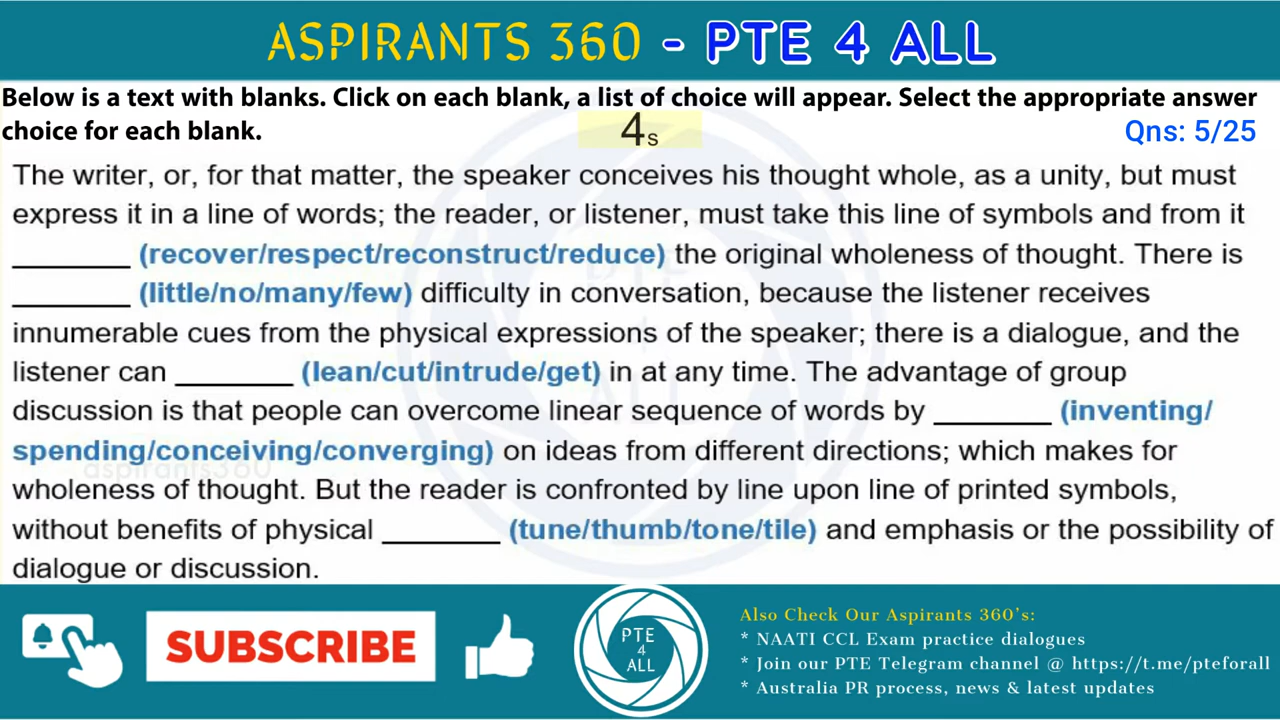 ASPIRANTS 360 - PTE 4 ALL
Below is a text with blanks. Click on each blank, a list of choice will appear. Select the appropriate answer
choice for each blank.
4s
Qns: 5/25
The writer, or, for that matter, the speaker conceives his thought whole, as a unity, but must
express it in a line of words; the reader, or listener, must take this line of symbols and from it
________ (recover/respect/reconstruct/reduce) the original wholeness of thought. There is
________ (little/no/many/few) difficulty in conversation, because the listener receives
innumerable cues from the physical expressions of the speaker; there is a dialogue, and the
listener can ________ (lean/cut/intrude/get) in at any time. The advantage of group
discussion is that people can overcome linear sequence of words by ________ (inventing/
spending/conceiving/converging) on ideas from different directions; which makes for
aspirants360
wholeness of thought. But the reader is confronted by line upon line of printed symbols,
without benefits of physical ________ (tune/thumb/tone/tile) and emphasis or the possibility of
dialogue or discussion.
SUBSCRIBE
PTE
4
ALL
Also Check Our Aspirants 360's:
* NAATI CCL Exam practice dialogues
* Join our PTE Telegram channel @ https://t.me/pteforall
* Australia PR process, news & latest updates